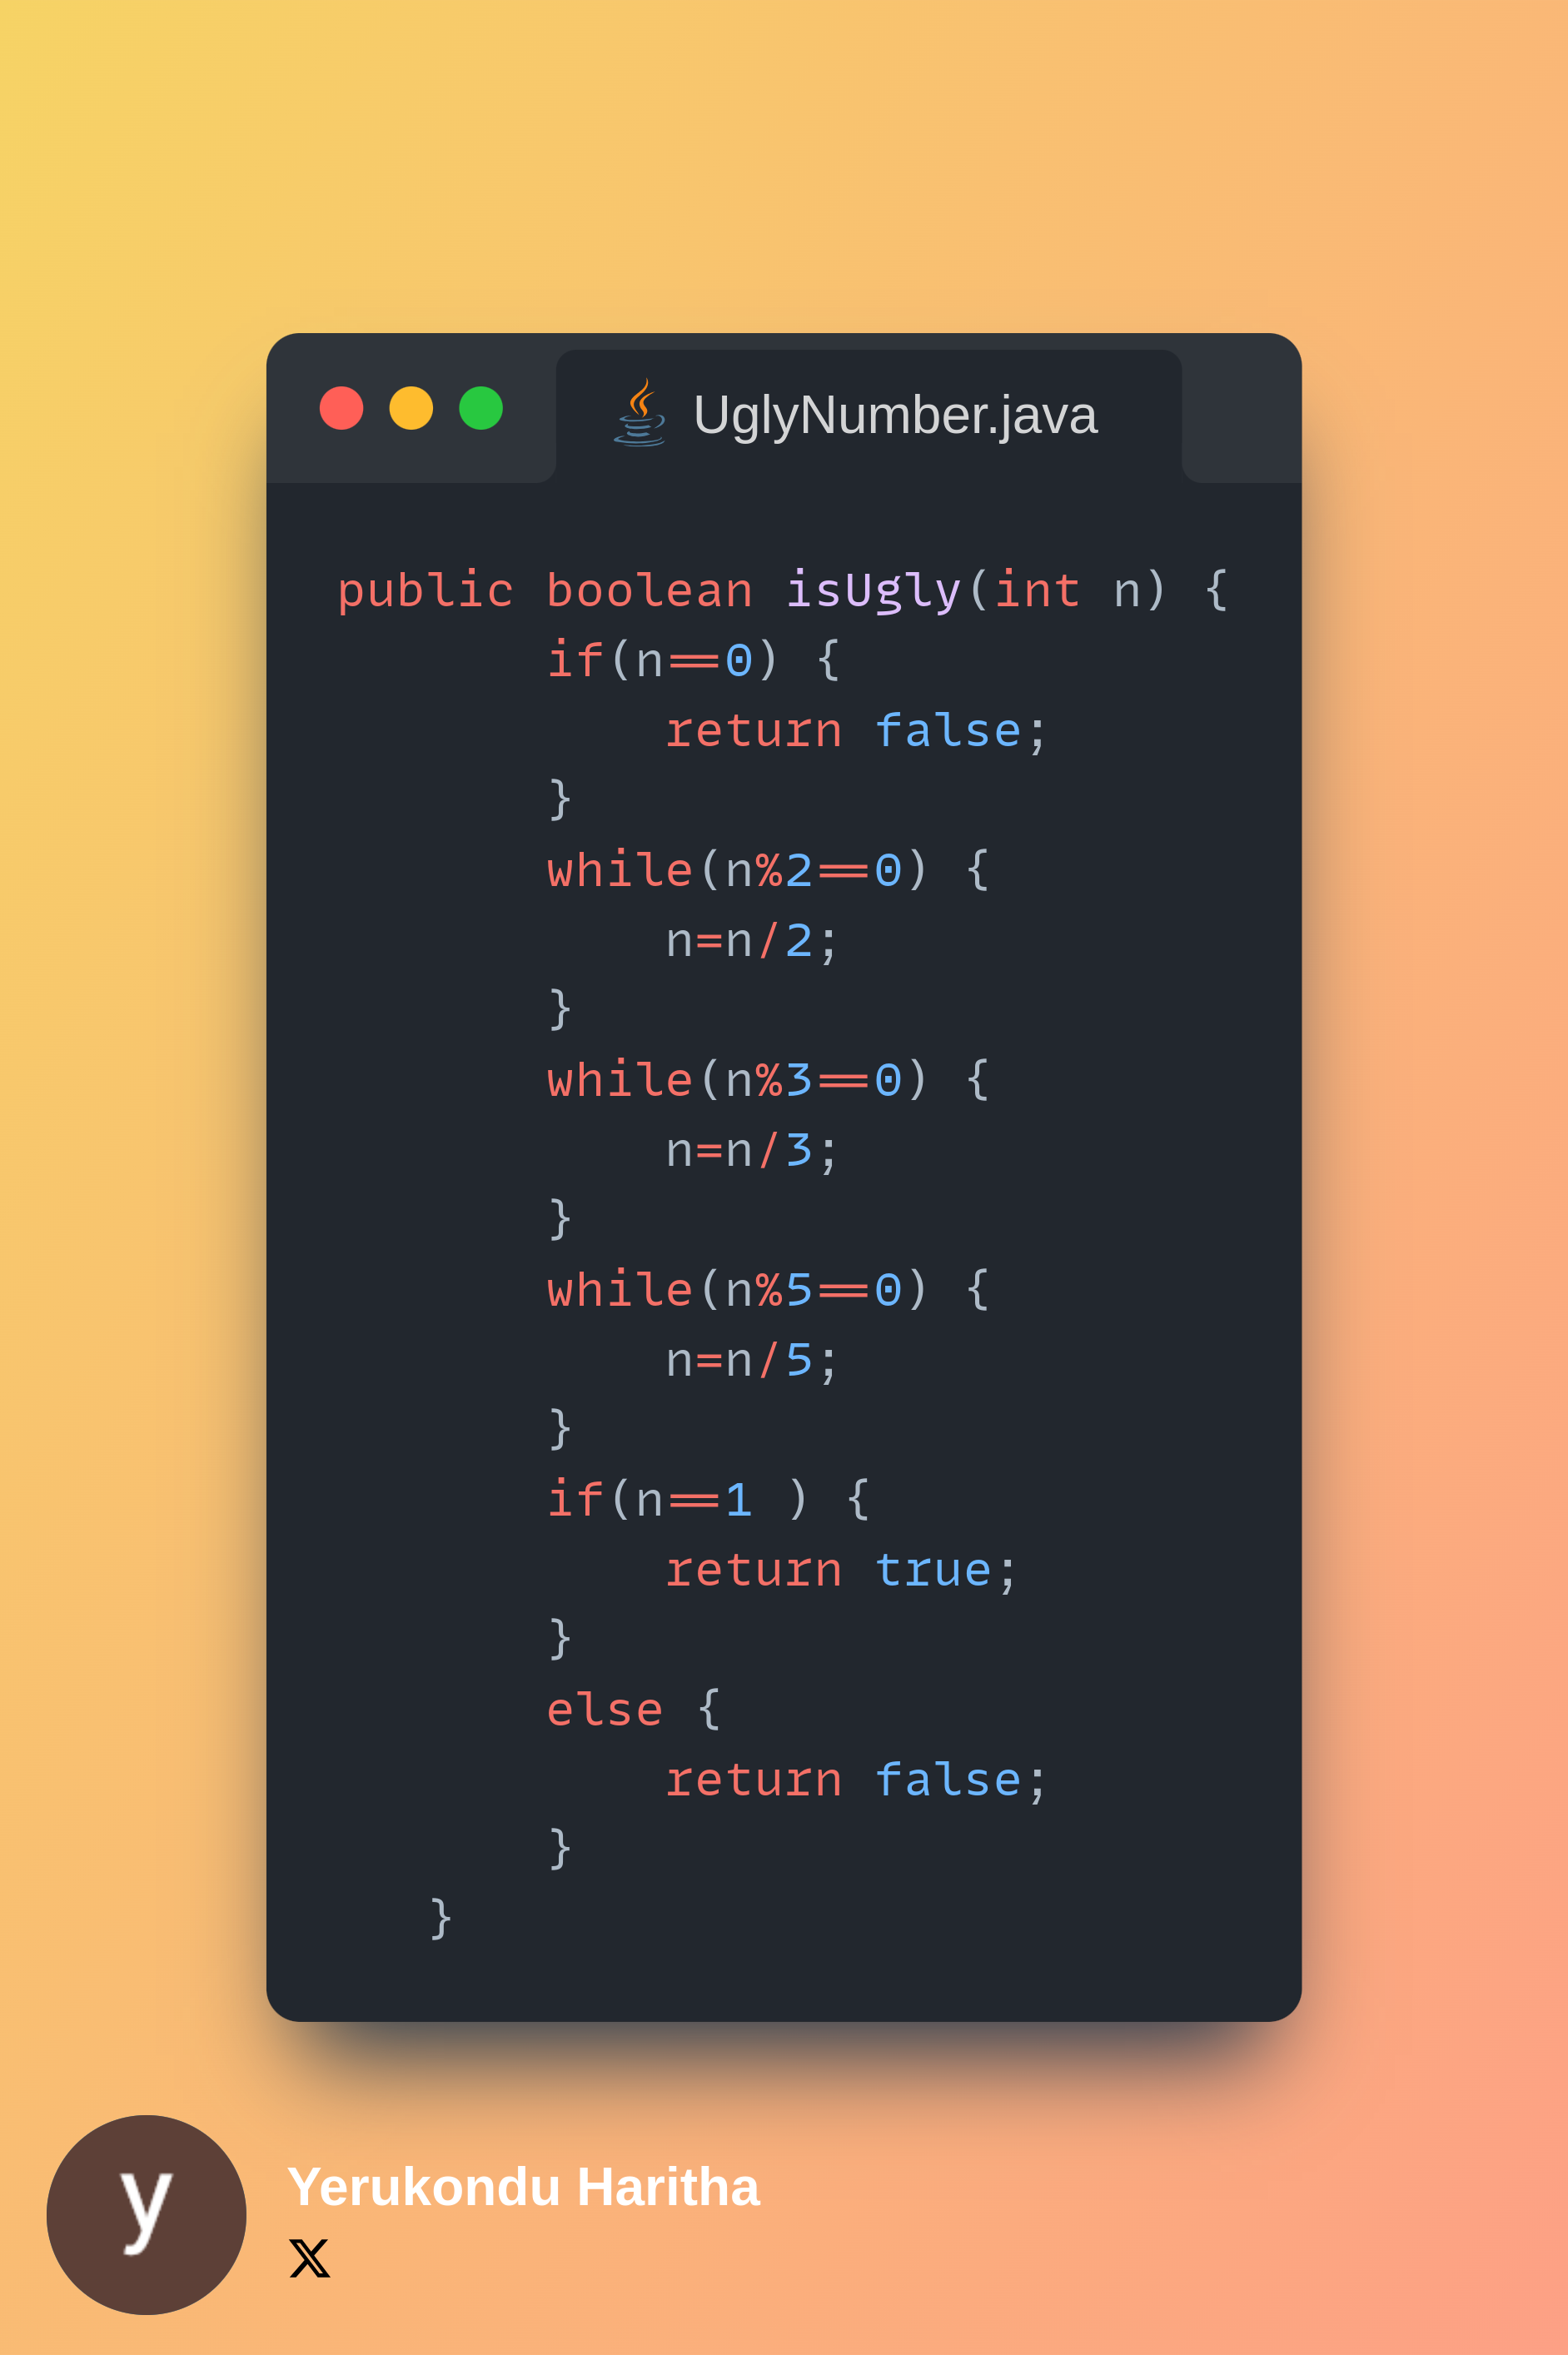 UglyNumber.java
public boolean isUgly(int n) {
if(n==0) {
return false;
}
while(n%2==0) {
n=n/2;
}
while(n%3==0) {
n=n/3;
}
while(n%5==0) {
n=n/5;
}
if(n==1 ) {
return true;
}
else {
return false;
}
}
y
Yerukondu Haritha